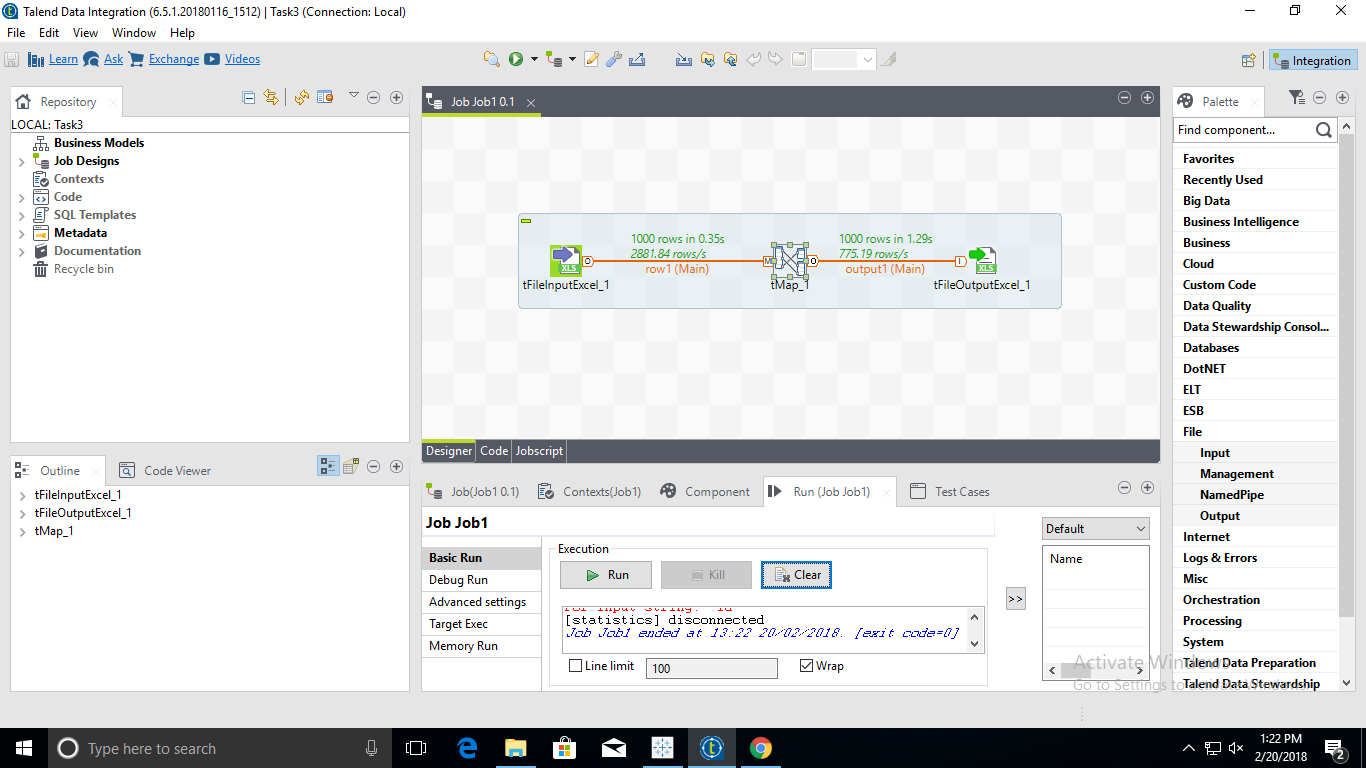 Talend Data Integration (6.5.1.20180116_1512) | Task3 (Connection: Local)
File Edit View Window Help
Learn Ask Exchange Videos
Integration
Repository
LOCAL: Task3
Business Models
Job Designs
Contexts
Code
SQL Templates
Metadata
Documentation
Recycle bin
Outline
Code Viewer
tFileInputExcel_1
tFileOutputExcel_1
tMap_1
Job Job1 0.1
1000 rows in 0.35s
2881.84 rows/s
row1 (Main)
1000 rows in 1.29s
775.19 rows/s
output1 (Main)
XLS
O
M
O
I
XLS
tFileInputExcel_1
tMap_1
tFileOutputExcel_1
Designer Code Jobscript
Job(Job1 0.1) Contexts(Job1) Component Run (Job Job1) Test Cases
Job Job1
Basic Run
Debug Run
Advanced settings
Target Exec
Memory Run
Execution
Run Kill Clear
For input string: "id"
[statistics] disconnected
Job Job1 ended at 13:22 20/02/2018. [exit code=0]
Line limit 100 Wrap
>>
Default
Name
Palette
Find component...
Favorites
Recently Used
Big Data
Business Intelligence
Business
Cloud
Custom Code
Data Quality
Data Stewardship Consol...
Databases
DotNET
ELT
ESB
File
Input
Management
NamedPipe
Output
Internet
Logs & Errors
Misc
Orchestration
Processing
System
Talend Data Preparation
Talend Data Stewardship
Activate Windows
Go to Settings to activate Windows.
Type here to search
1:22 PM
2/20/2018
2